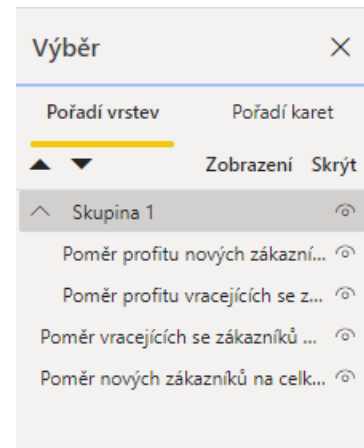 Výběr
Pořadí vrstev Pořadí karet
Zobrazení Skrýt
Skupina 1
Poměr profitu nových zákazní...
Poměr profitu vracejících se z...
Poměr vracejících se zákazníků ...
Poměr nových zákazníků na celk...